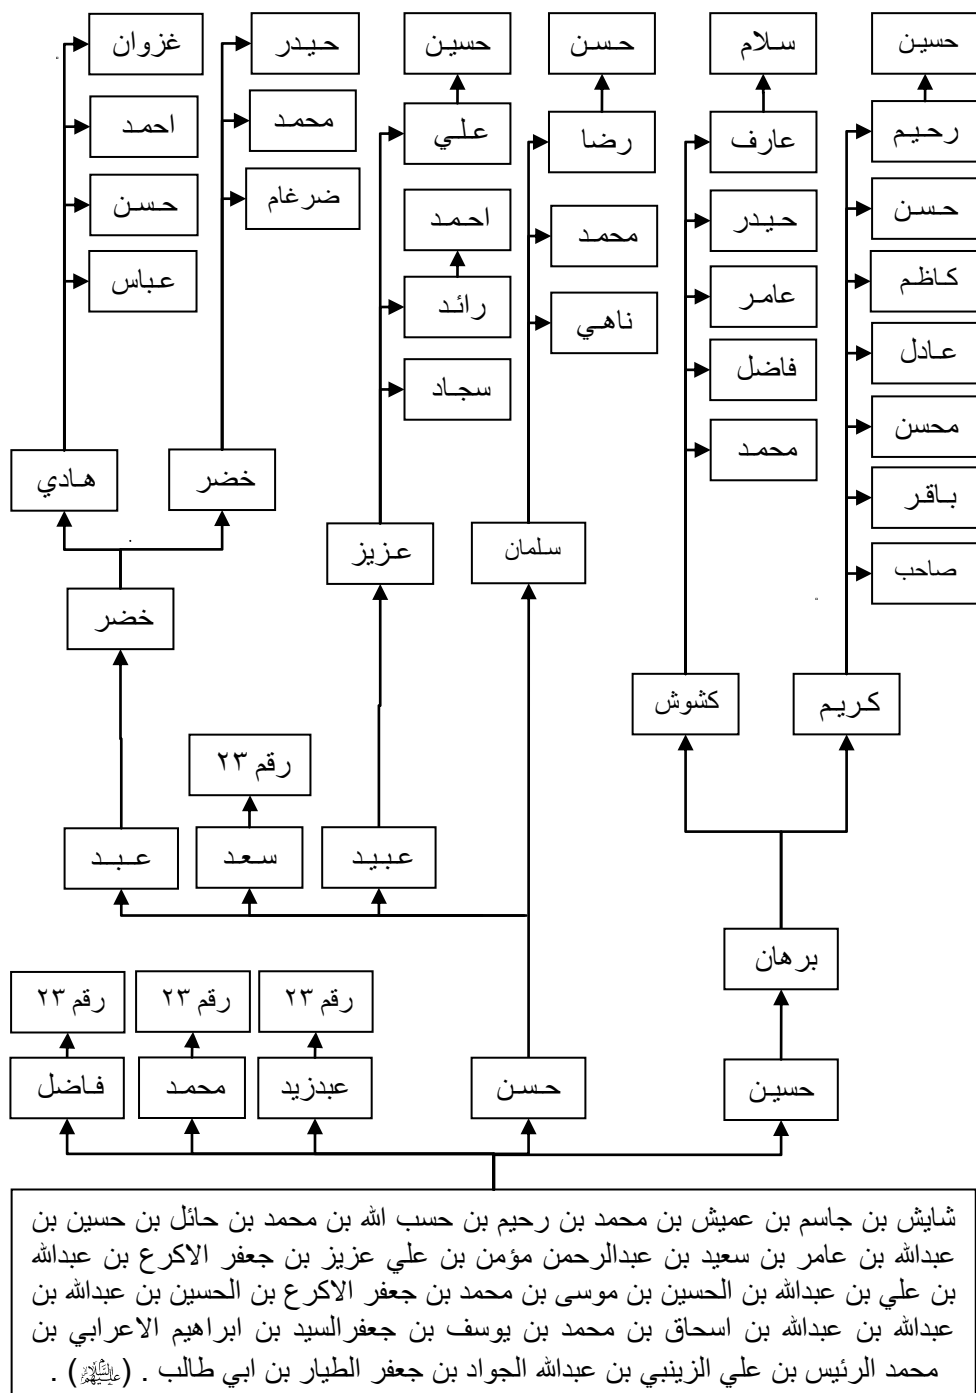 غزوان
حيدر
حسين
حسن
سلام
حسين
احمد
محمد
علي
رضا
عارف
رحيم
حسن
ضرغام
احمد
محمد
حيدر
حسن
عباس
رائد
ناهي
عامر
كاظم
سجاد
فاضل
عادل
هادي
خضر
محمد
محسن
باقر
عزيز
سلمان
صاحب
خضر
كشوش
كريم
رقم ٢٣
عبد
سعد
عبيد
برهان
رقم ٢٣
رقم ٢٣
رقم ٢٣
فاضل
محمد
عبدزيد
حسن
حسين
شايش بن جاسم بن عميش بن محمد بن رحيم بن حسب الله بن محمد بن حائل بن حسين بن
عبدالله بن عامر بن سعيد بن عبدالرحمن مؤمن بن علي عزيز بن جعفر الاكرع بن عبدالله
بن علي بن عبدالله بن الحسين بن موسى بن محمد بن جعفر الاكرع بن الحسين بن عبدالله بن
عبدالله بن عبدالله بن اسحاق بن محمد بن يوسف بن جعفرالسيد بن ابراهيم الاعرابي بن
محمد الرئيس بن علي الزينبي بن عبدالله الجواد بن جعفر الطيار بن ابي طالب . (عليهم السلام) .